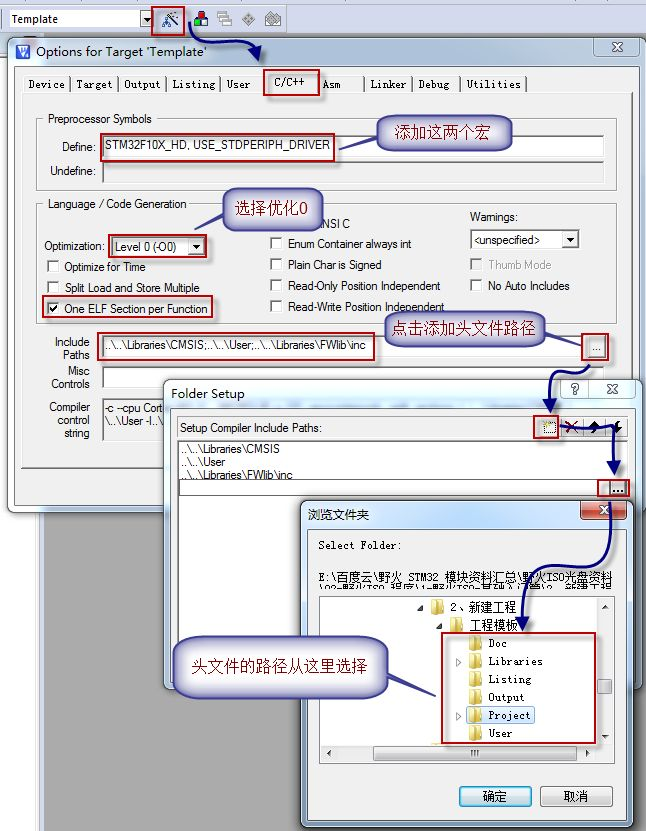 Template
Options for Target 'Template'
Device Target Output Listing User C/C++ Asm Linker Debug Utilities
Preprocessor Symbols
Define: STM32F10X_HD, USE_STDPERIPH_DRIVER
添加这两个宏
Undefine:
Language / Code Generation
选择优化0
NSI C
Warnings:
Optimization: Level 0 (-O0)
Enum Container always int
<unspecified>
Optimize for Time
Plain Char is Signed
Thumb Mode
Split Load and Store Multiple
Read-Only Position Independent
No Auto Includes
One ELF Section per Function
Read-Write Position Independent
点击添加头文件路径
Include Paths
..\..\Libraries\CMSIS;..\..\User;..\..\Libraries\FWlib\inc
...
Misc Controls
Compiler control string
-c --cpu Cort
\..\User -I..
Folder Setup
Setup Compiler Include Paths:
..\..\Libraries\CMSIS
..\..\User
..\..\Libraries\FWlib\inc
...
浏览文件夹
Select Folder:
E:\百度云\野火 STM32 模块资料汇总\野火ISO光盘资料
2、新建工程
工程模板
Doc
Libraries
Listing
Output
Project
User
头文件的路径从这里选择
确定
取消